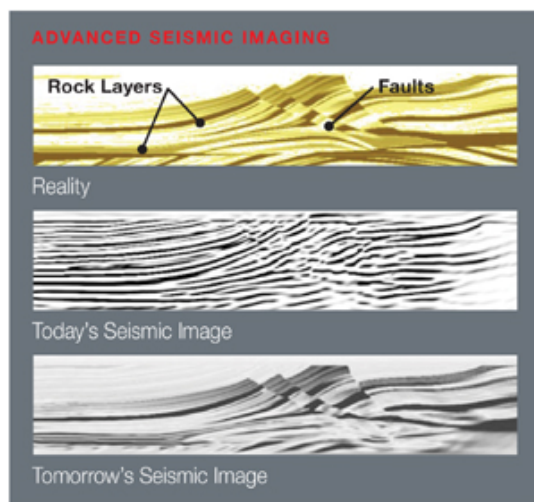 ADVANCED SEISMIC IMAGING
Rock Layers
Faults
Reality
Today's Seismic Image
Tomorrow's Seismic Image